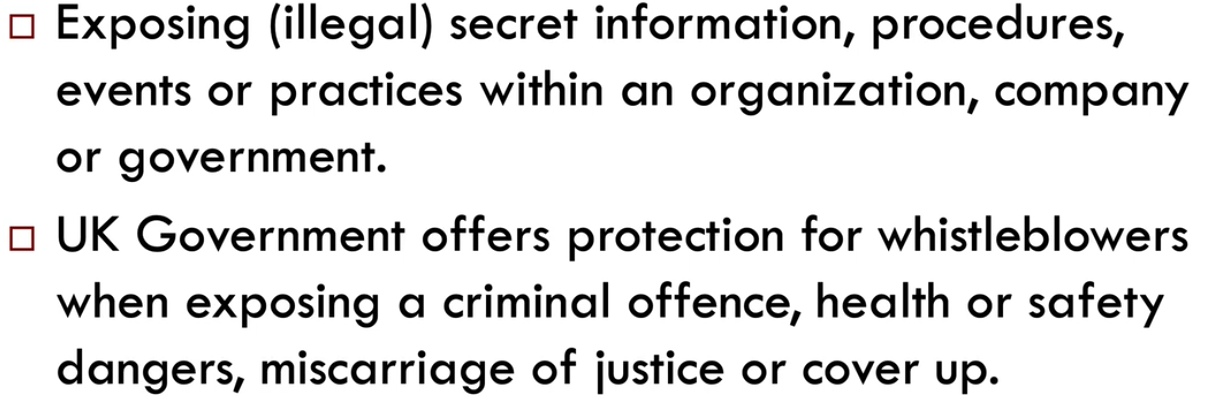 Exposing (illegal) secret information, procedures,
events or practices within an organization, company
or government.
UK Government offers protection for whistleblowers
when exposing a criminal offence, health or safety
dangers, miscarriage of justice or cover up.